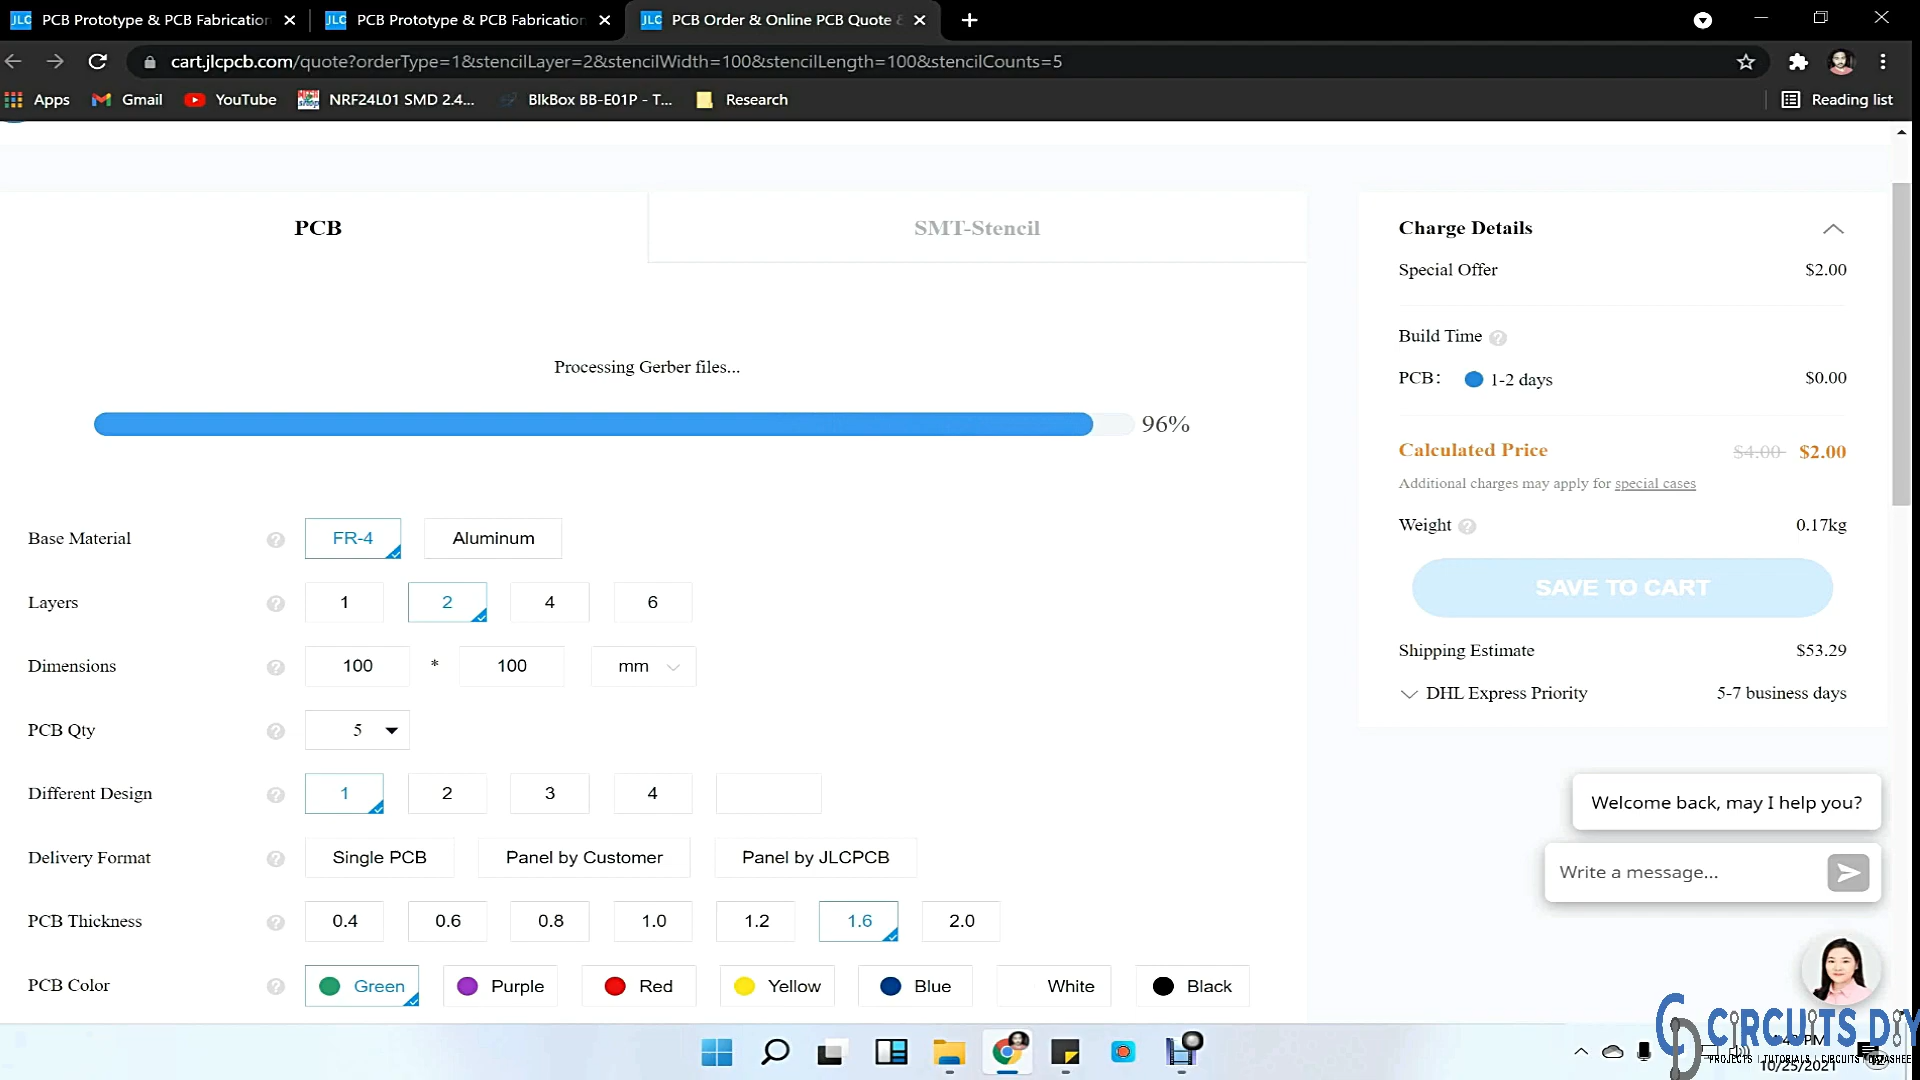 JLC PCB Prototype & PCB Fabrication
JLC PCB Prototype & PCB Fabrication
JLC PCB Order & Online PCB Quote &
cart.jlcpcb.com/quote?orderType=1&stencilLayer=2&stencilWidth=100&stencilLength=100&stencilCounts=5
Apps Gmail YouTube NRF24L01 SMD 2.4... BlkBox BB-E01P - T... Research Reading list
PCB SMT-Stencil
Processing Gerber files...
96%
Base Material ? FR-4 Aluminum
Layers ? 1 2 4 6
Dimensions ? 100 * 100 mm
PCB Qty ? 5
Different Design ? 1 2 3 4
Delivery Format ? Single PCB Panel by Customer Panel by JLCPCB
PCB Thickness ? 0.4 0.6 0.8 1.0 1.2 1.6 2.0
PCB Color ? Green Purple Red Yellow Blue White Black
Charge Details
Special Offer $2.00
Build Time ?
PCB: 1-2 days $0.00
Calculated Price $4.00 $2.00
Additional charges may apply for special cases
Weight ? 0.17kg
SAVE TO CART
Shipping Estimate $53.29
DHL Express Priority 5-7 business days
Welcome back, may I help you?
Write a message...
CIRCUITS DIY
PROJECTS | TUTORIALS | CIRCUITS |
PM
10/25/2021